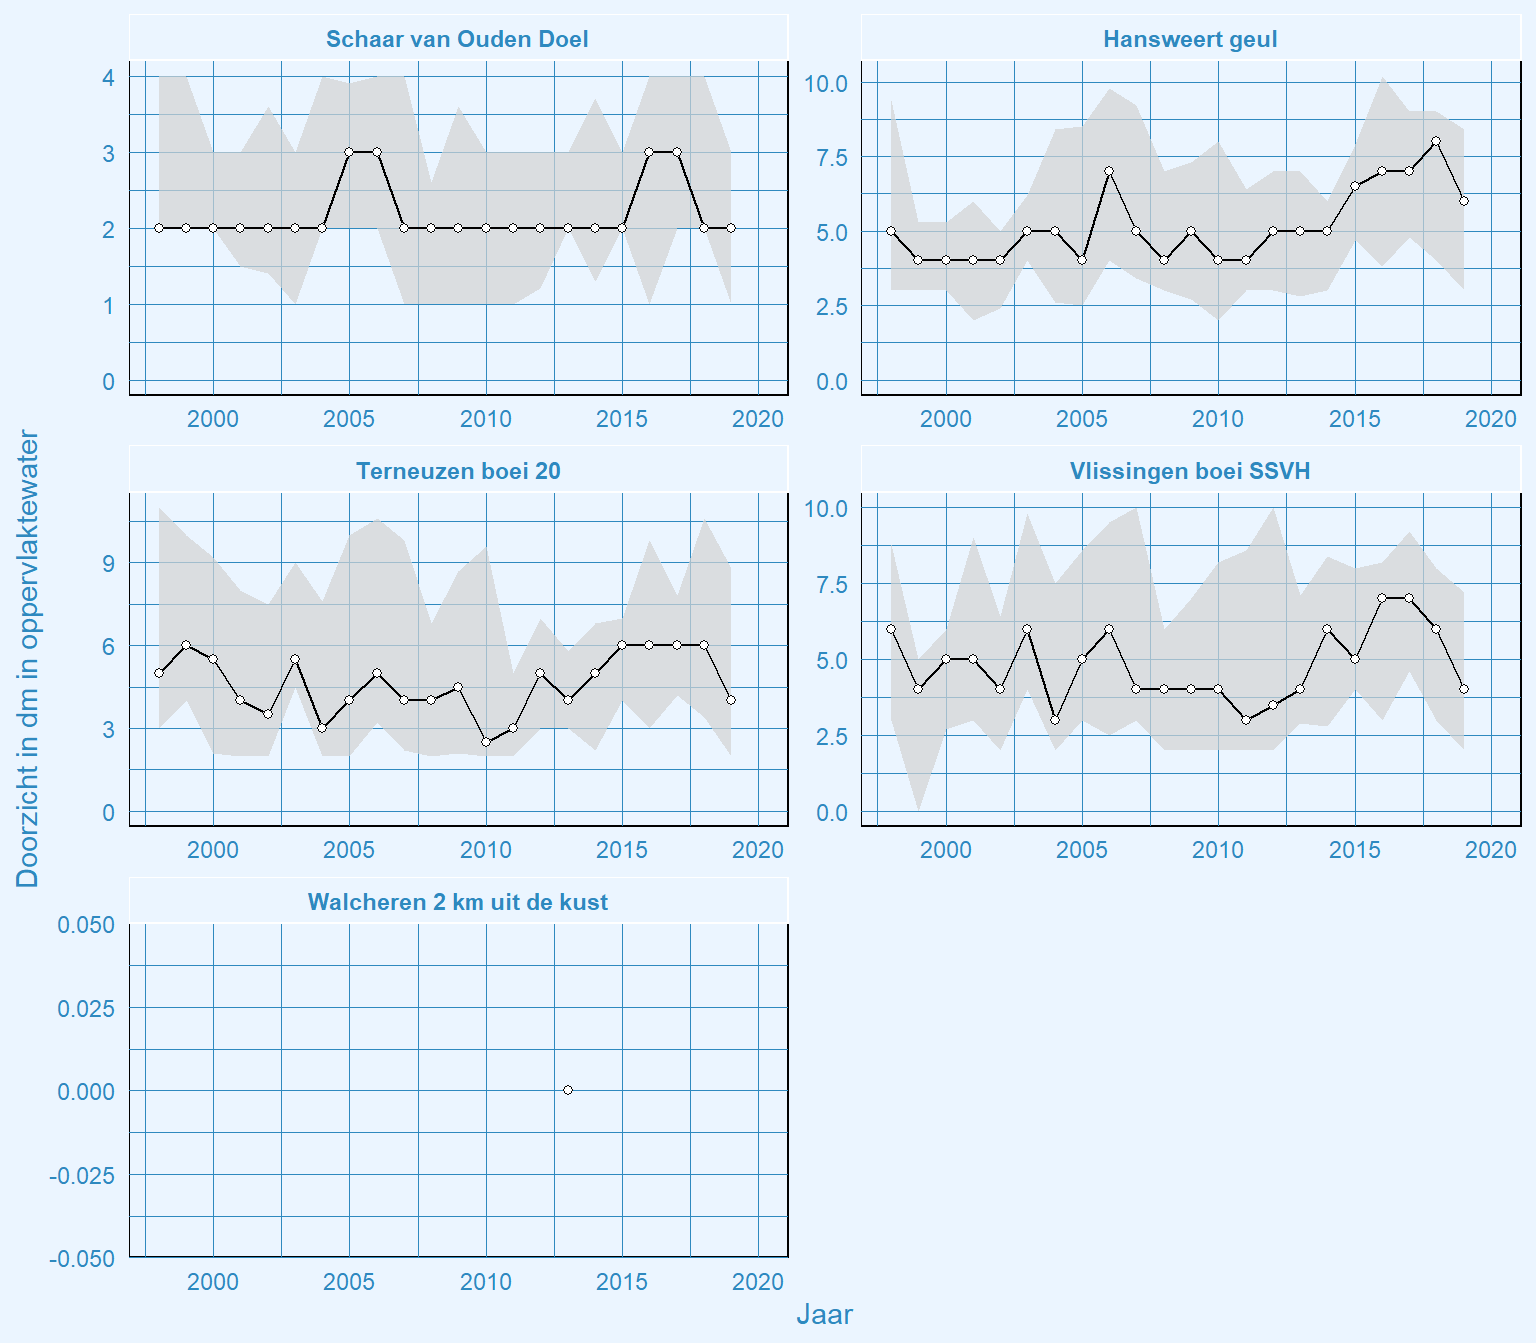 Schaar van Ouden Doel
4
3
2
1
0
2000 2005 2010 2015 2020
Hansweert geul
10.0
7.5
5.0
2.5
0.0
2000 2005 2010 2015 2020
Doorzicht in dm in oppervlaktewater
Terneuzen boei 20
9
6
3
0
2000 2005 2010 2015 2020
Vlissingen boei SSVH
10.0
7.5
5.0
2.5
0.0
2000 2005 2010 2015 2020
Walcheren 2 km uit de kust
0.050
0.025
0.000
-0.025
-0.050
2000 2005 2010 2015 2020
Jaar